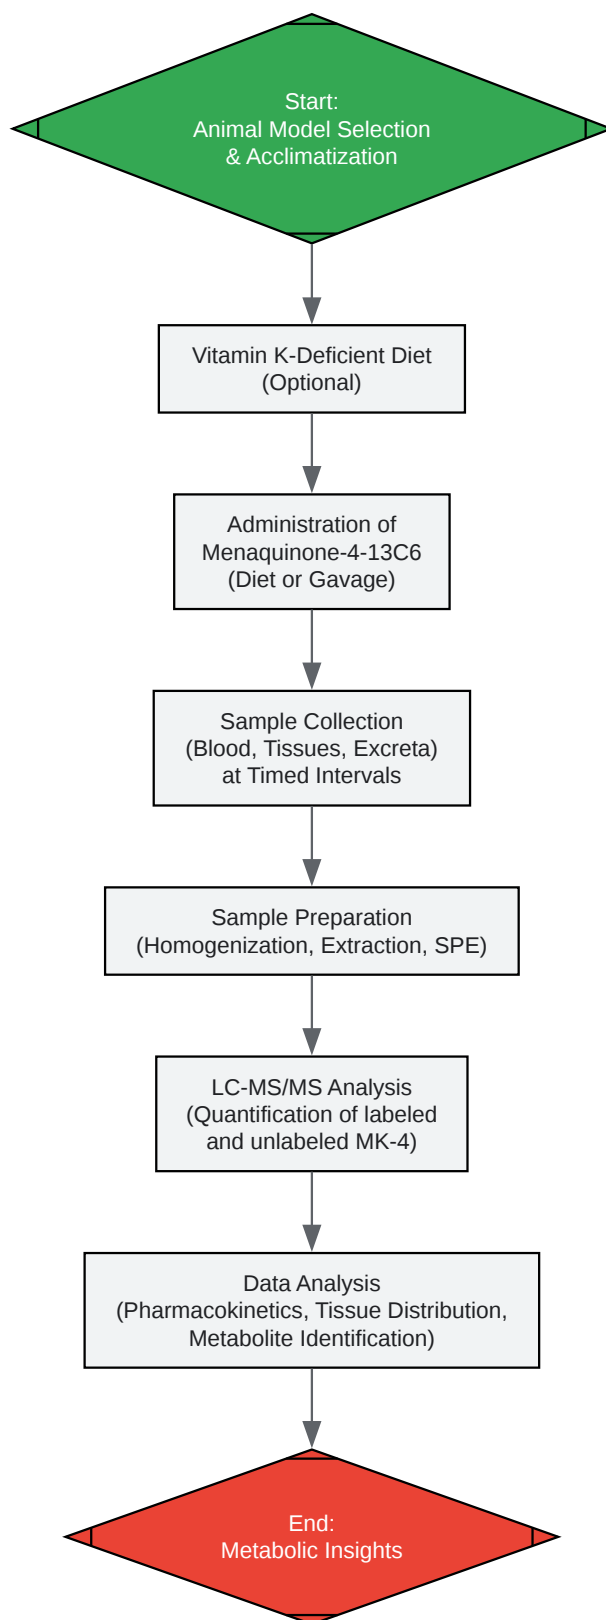 Start:
Animal Model Selection
& Acclimatization
Vitamin K-Deficient Diet
(Optional)
Administration of
Menaquinone-4-13C6
(Diet or Gavage)
Sample Collection
(Blood, Tissues, Excreta)
at Timed Intervals
Sample Preparation
(Homogenization, Extraction, SPE)
LC-MS/MS Analysis
(Quantification of labeled
and unlabeled MK-4)
Data Analysis
(Pharmacokinetics, Tissue Distribution,
Metabolite Identification)
End:
Metabolic Insights